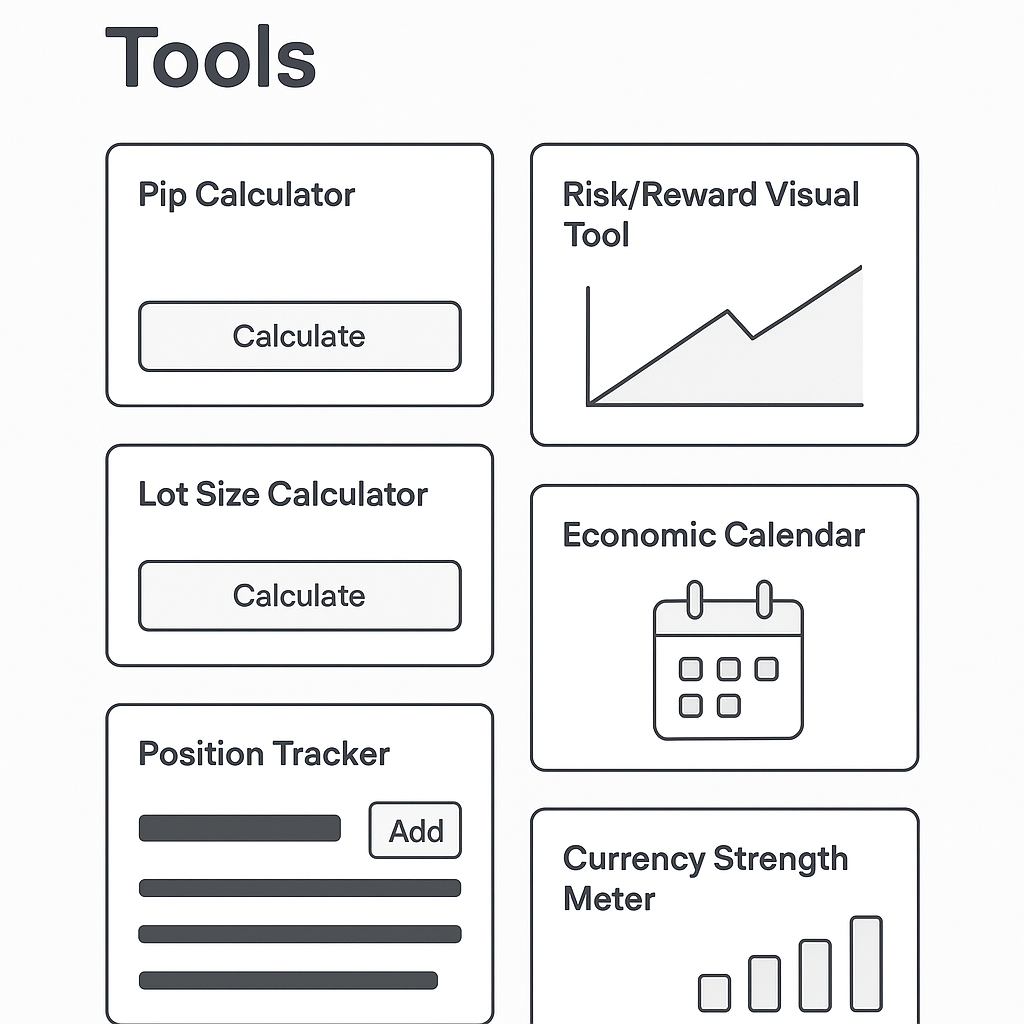 Tools
Pip Calculator
Calculate
Lot Size Calculator
Calculate
Position Tracker
Add
Risk/Reward Visual
Tool
Economic Calendar
Currency Strength
Meter